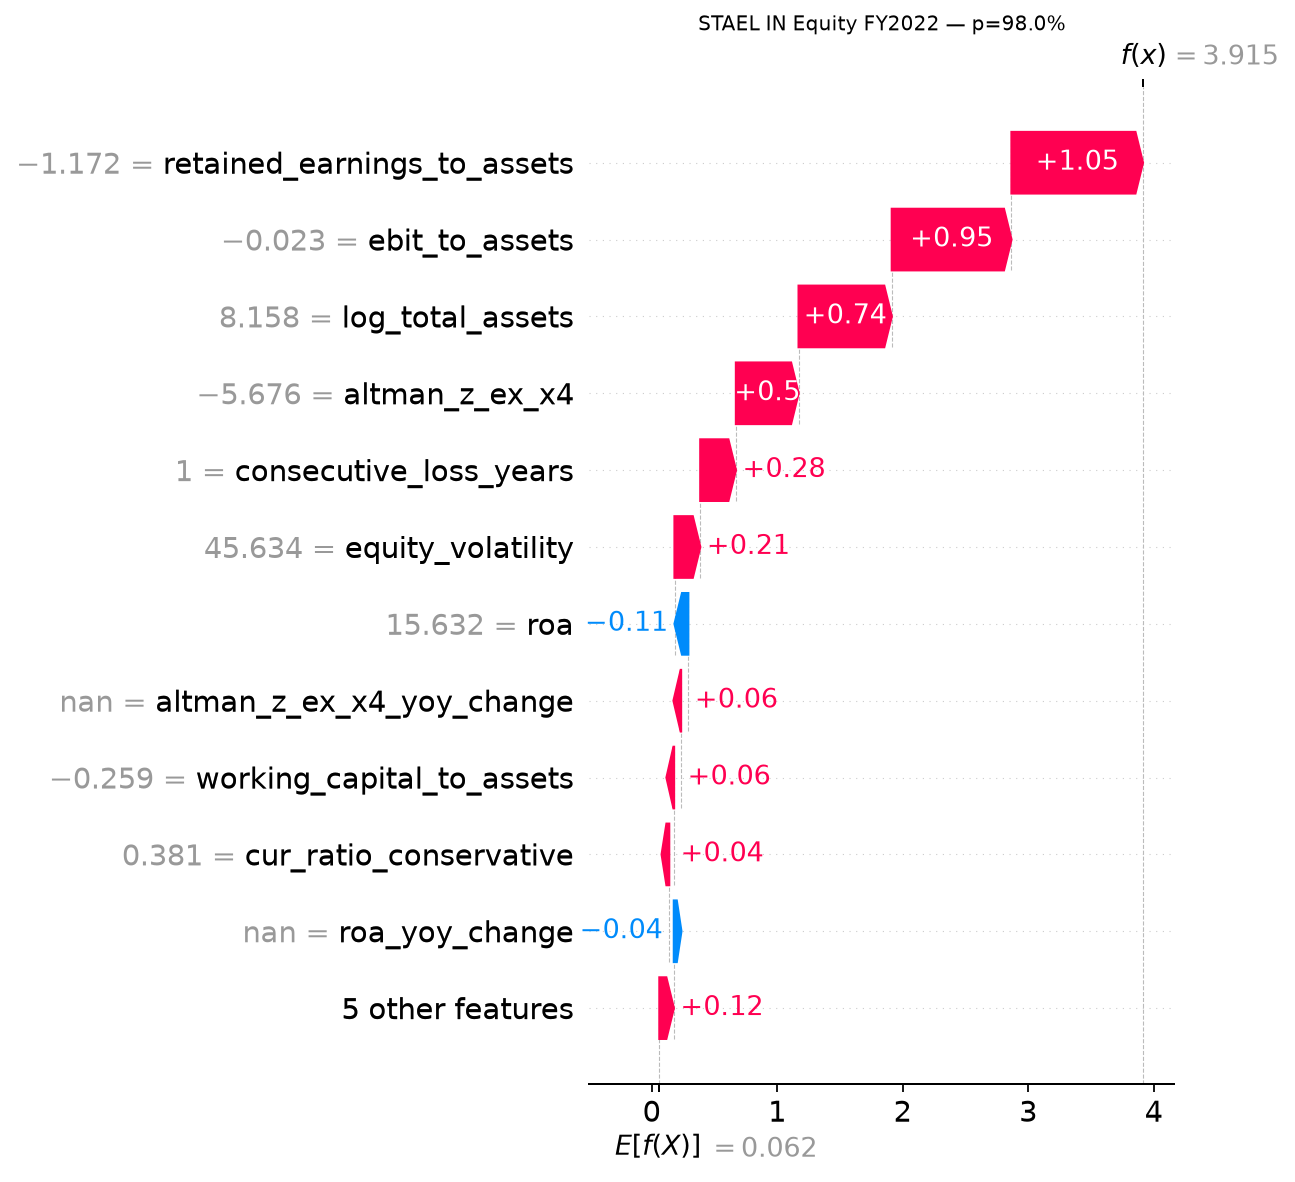 STAEL IN Equity FY2022 — p=98.0%
f(x) = 3.915
−1.172 = retained_earnings_to_assets +1.05
−0.023 = ebit_to_assets +0.95
8.158 = log_total_assets +0.74
−5.676 = altman_z_ex_x4 +0.5
1 = consecutive_loss_years +0.28
45.634 = equity_volatility +0.21
15.632 = roa −0.11
nan = altman_z_ex_x4_yoy_change +0.06
−0.259 = working_capital_to_assets +0.06
0.381 = cur_ratio_conservative +0.04
nan = roa_yoy_change −0.04
5 other features +0.12
0 1 2 3 4
E[f(X)] = 0.062